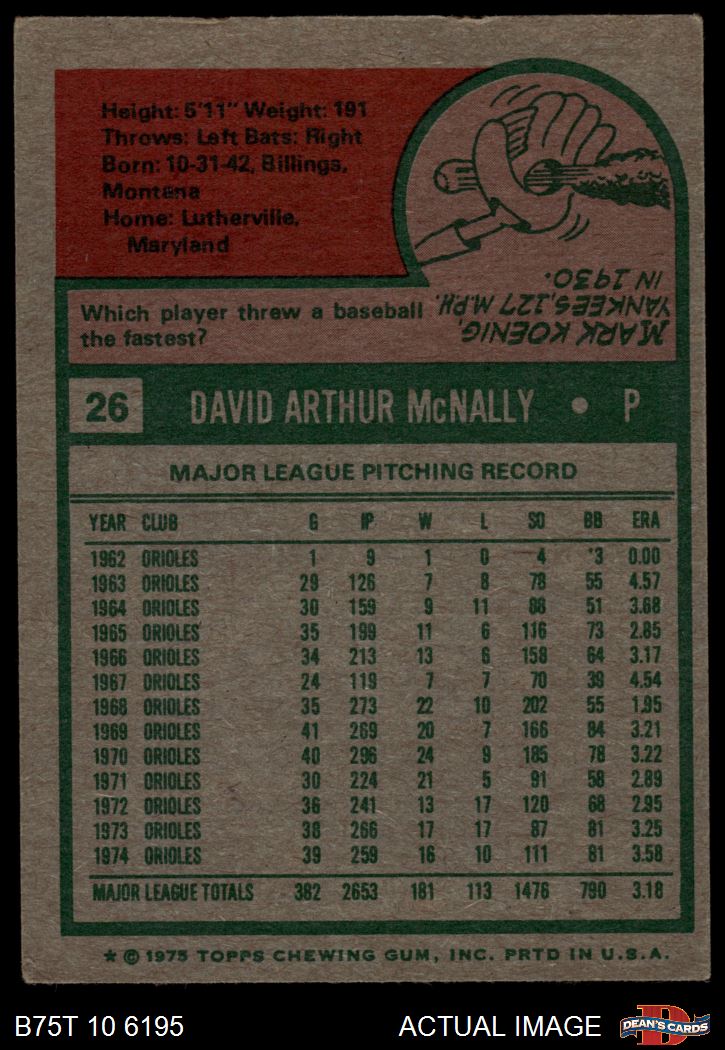 Height: 5'11" Weight: 191
Throws: Left Bats: Right
Born: 10-31-42, Billings,
Montana
Home: Lutherville,
Maryland
Which player threw a baseball
the fastest?
MARK KOENIG,
YANKEES, 127 M.P.H.
IN 1930.
26 DAVID ARTHUR McNALLY • P
MAJOR LEAGUE PITCHING RECORD
YEAR CLUB G IP W L SO BB ERA
1962 ORIOLES 1 9 1 0 4 3 0.00
1963 ORIOLES 29 126 7 8 78 55 4.57
1964 ORIOLES 30 159 9 11 88 51 3.68
1965 ORIOLES 35 199 11 6 116 73 2.85
1966 ORIOLES 34 213 13 6 158 64 3.17
1967 ORIOLES 24 119 7 7 70 39 4.54
1968 ORIOLES 35 273 22 10 202 55 1.95
1969 ORIOLES 41 269 20 7 166 84 3.21
1970 ORIOLES 40 296 24 9 185 78 3.22
1971 ORIOLES 30 224 21 5 91 58 2.89
1972 ORIOLES 36 241 13 17 120 68 2.95
1973 ORIOLES 38 266 17 17 87 81 3.25
1974 ORIOLES 39 259 16 10 111 81 3.58
MAJOR LEAGUE TOTALS 382 2653 181 113 1476 790 3.18
★ © 1975 TOPPS CHEWING GUM, INC. PRTD IN U.S.A.
B75T 10 6195 ACTUAL IMAGE DEAN'S CARDS